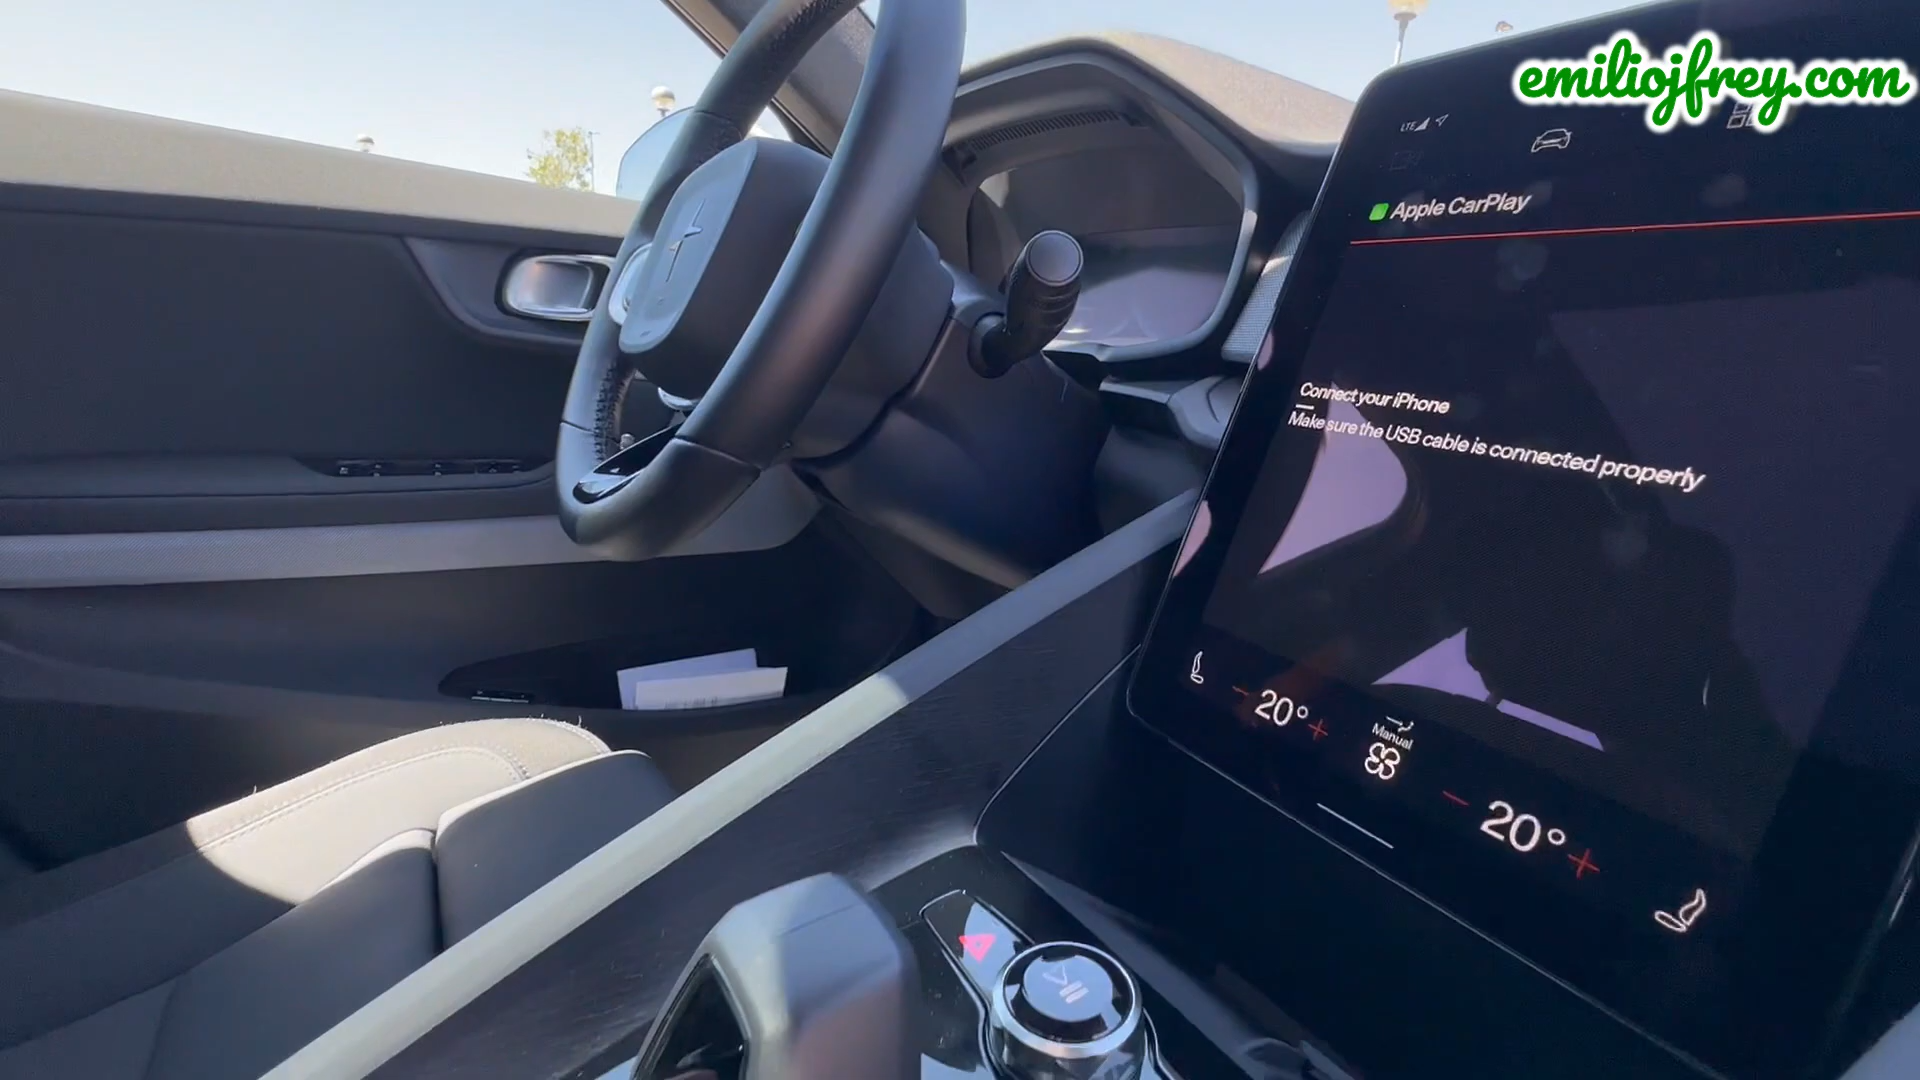 emiliojfrey.com
LTE
Apple CarPlay
Connect your iPhone
Make sure the USB cable is connected properly
20°
Manual
20°